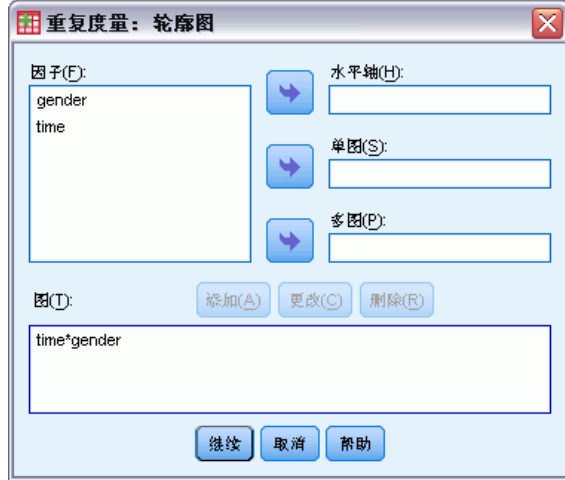 重复度量: 轮廓图
因子(F):
gender
time
水平轴(H):
单图(S):
多图(P):
图(T):
添加(A) 更改(C) 删除(R)
time*gender
继续 取消 帮助